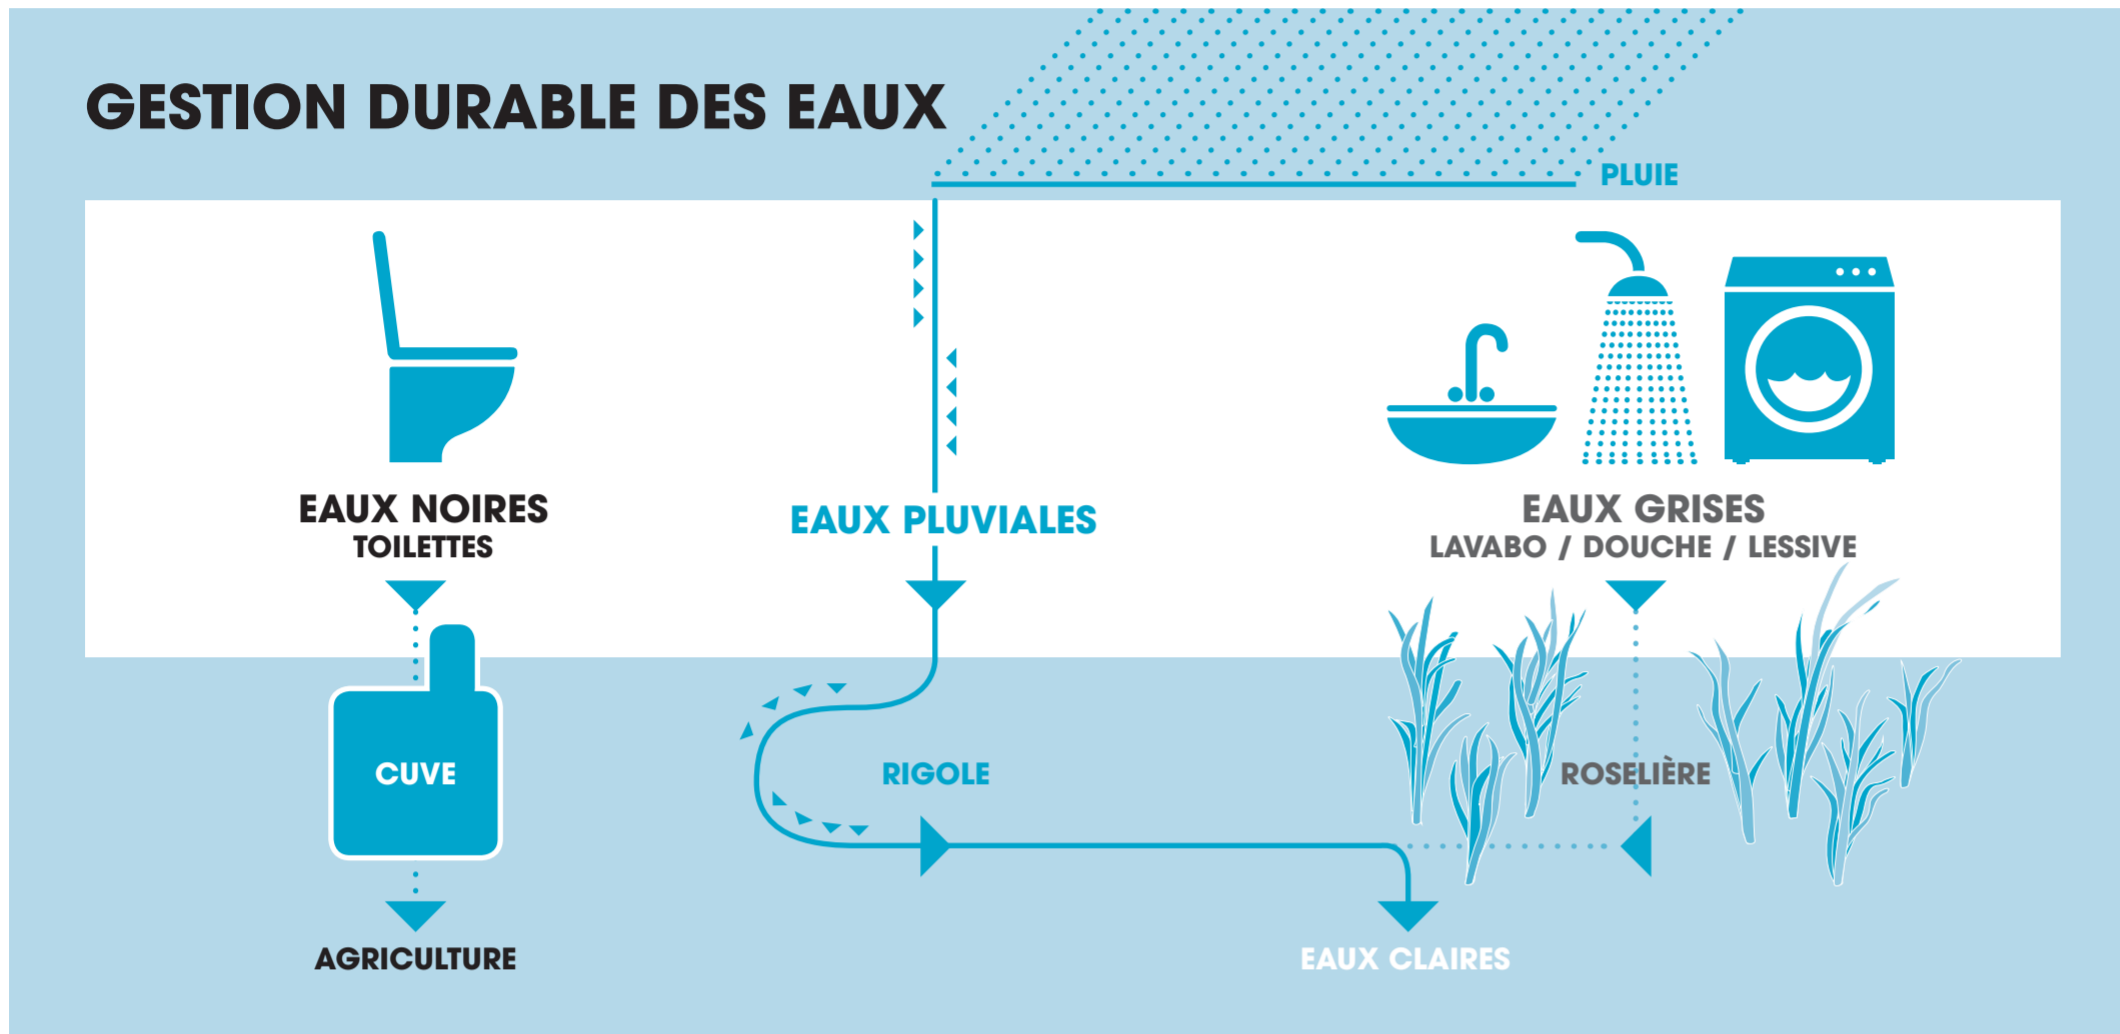 GESTION DURABLE DES EAUX
PLUIE
EAUX NOIRES
TOILETTES
EAUX PLUVIALES
EAUX GRISES
LAVABO / DOUCHE / LESSIVE
CUVE
RIGOLE
ROSELIÈRE
AGRICULTURE
EAUX CLAIRES